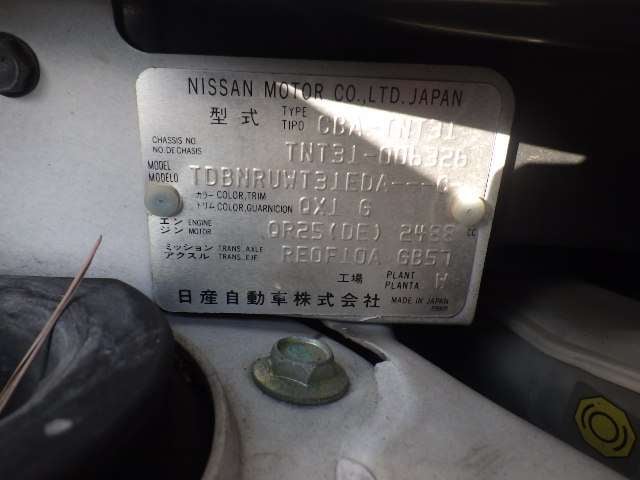 NISSAN MOTOR CO.,LTD.JAPAN
型式 TYPE TIPO CBA-TNT31
CHASSIS NO. NO.DE CHASIS TNT31-006326
MODEL MODELO TDBNRUWT31EDA---0-
カラー COLOR,TRIM トリム COLOR,GUARNICION QX1 G
エンジン ENGINE MOTOR QR25(DE) 2488 cc
ミッション TRANS. AXLE アクスル TRANS.EJE RE0F10A GB57
工場 PLANT PLANTA W
日産自動車株式会社 MADE IN JAPAN